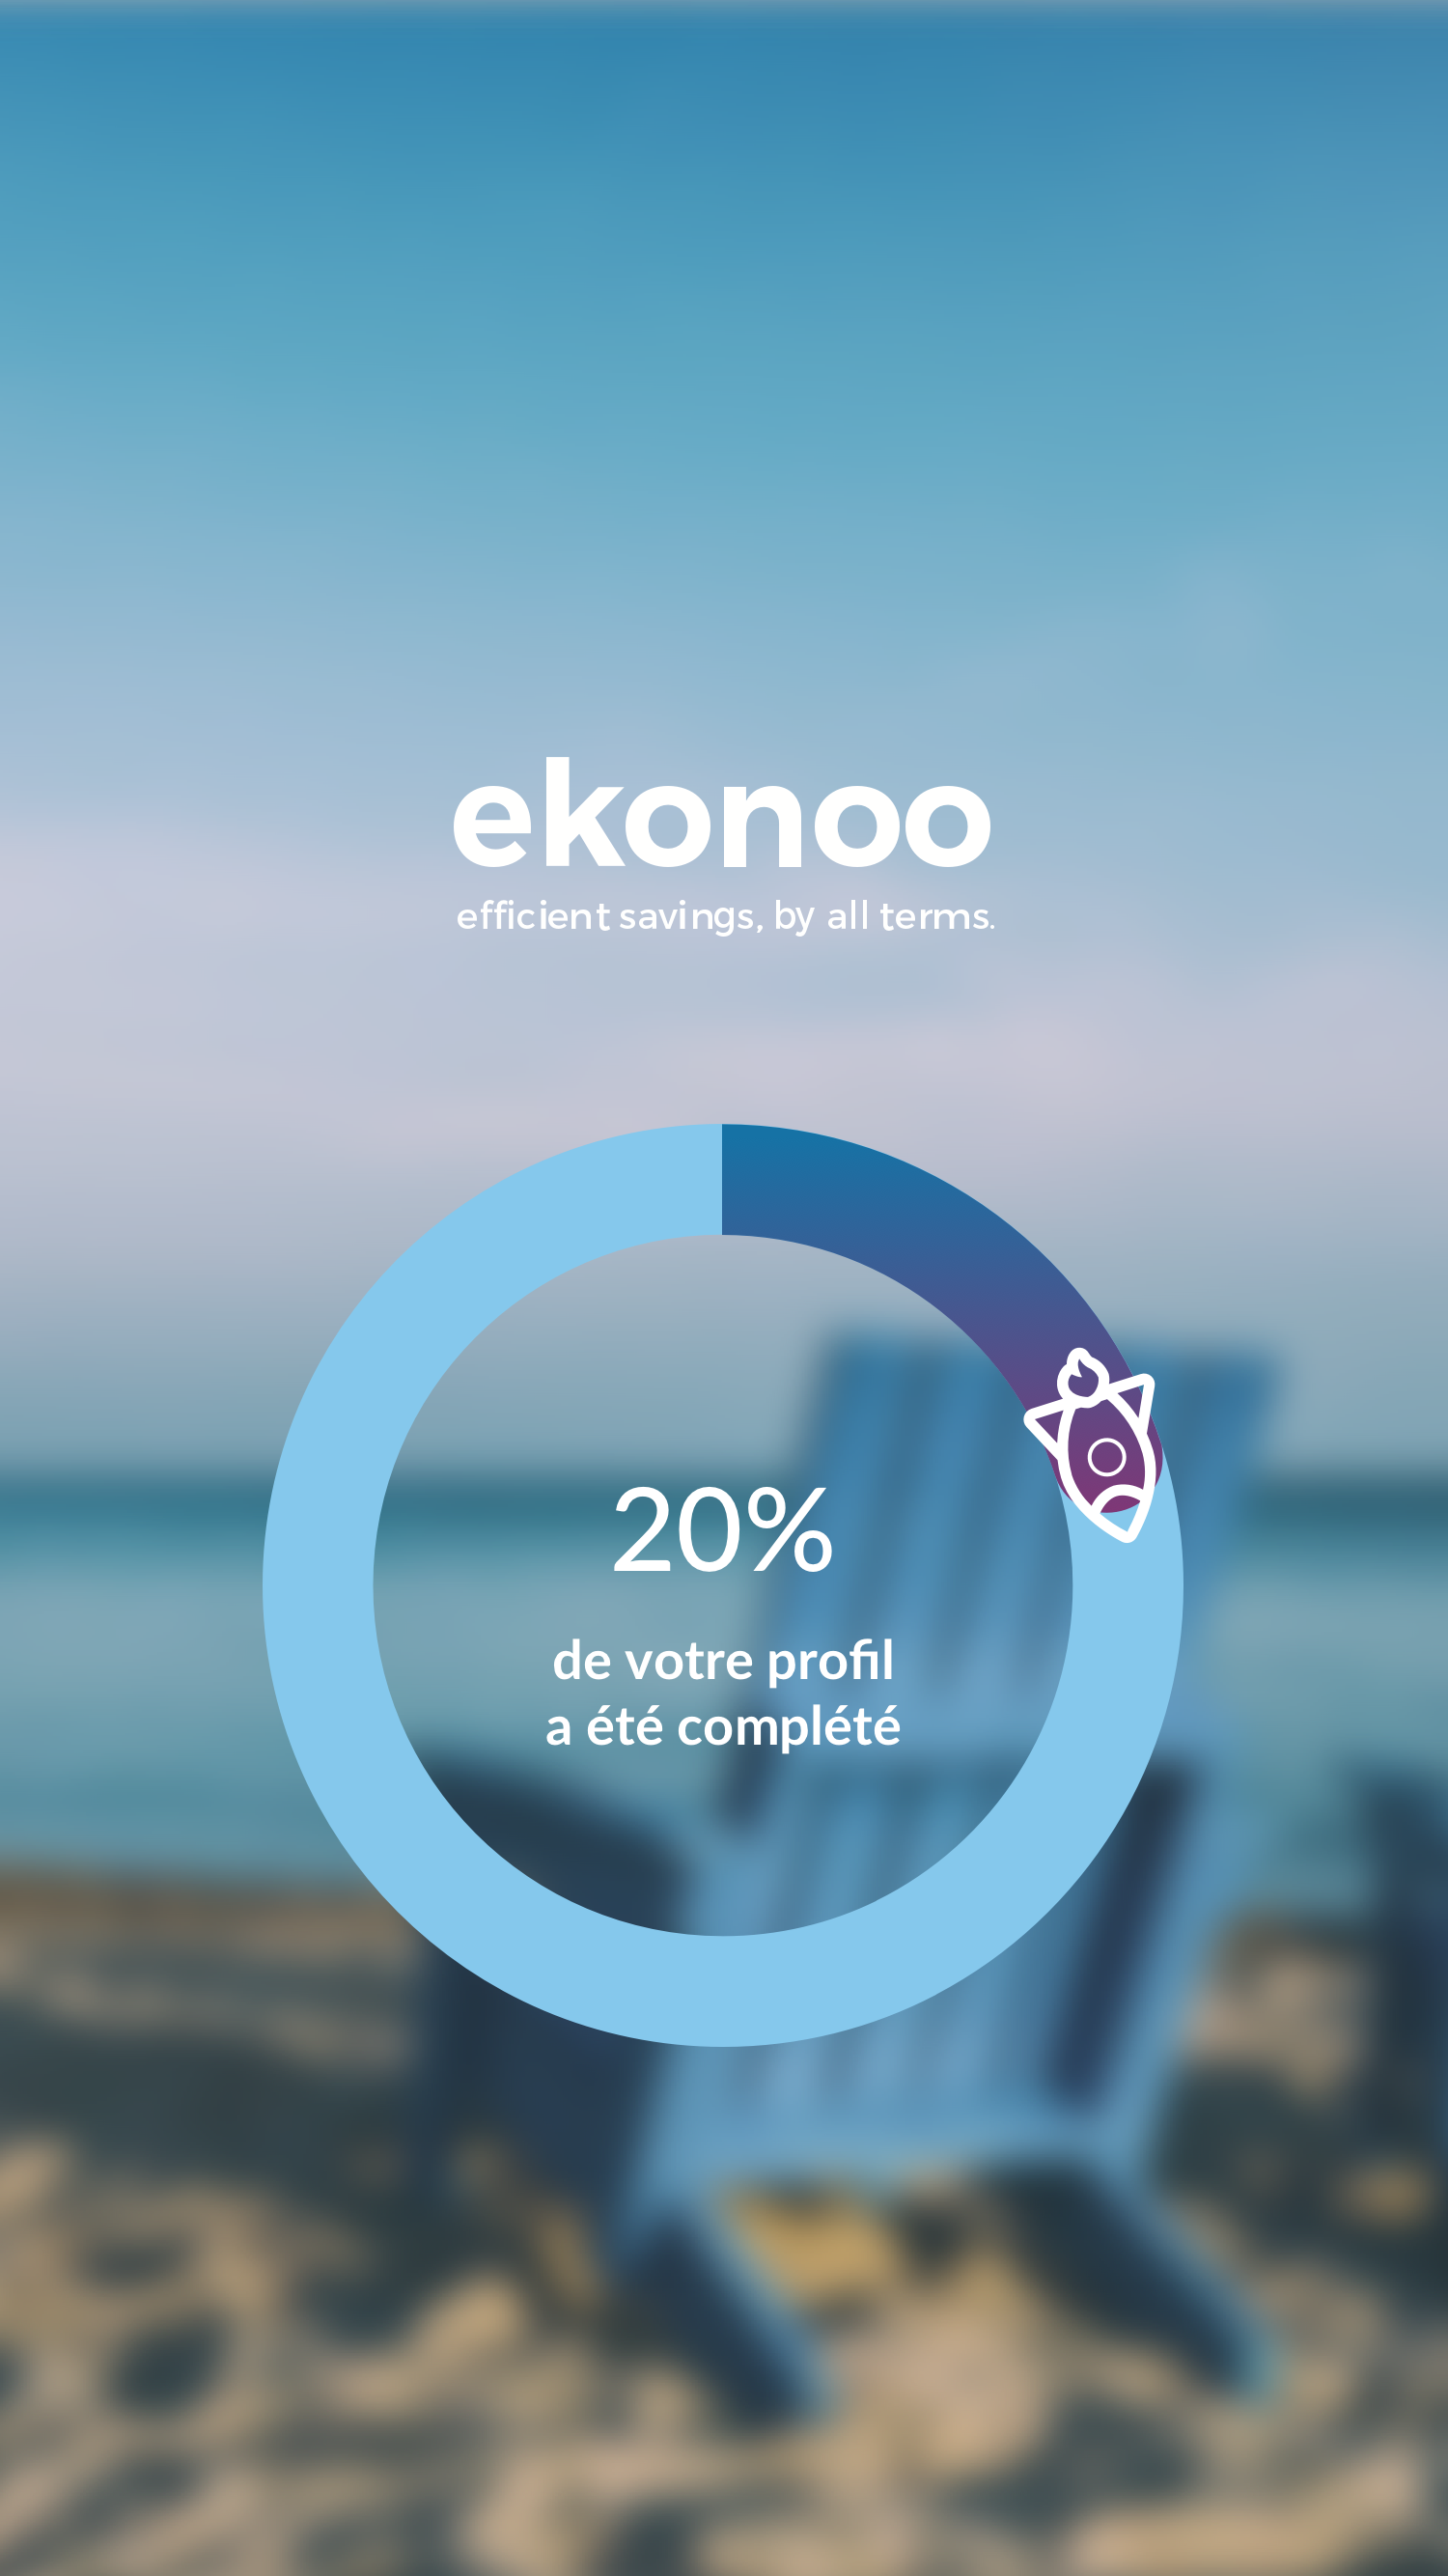 ekonoo
efficient savings, by all terms.
20%
de votre profil
a été complété